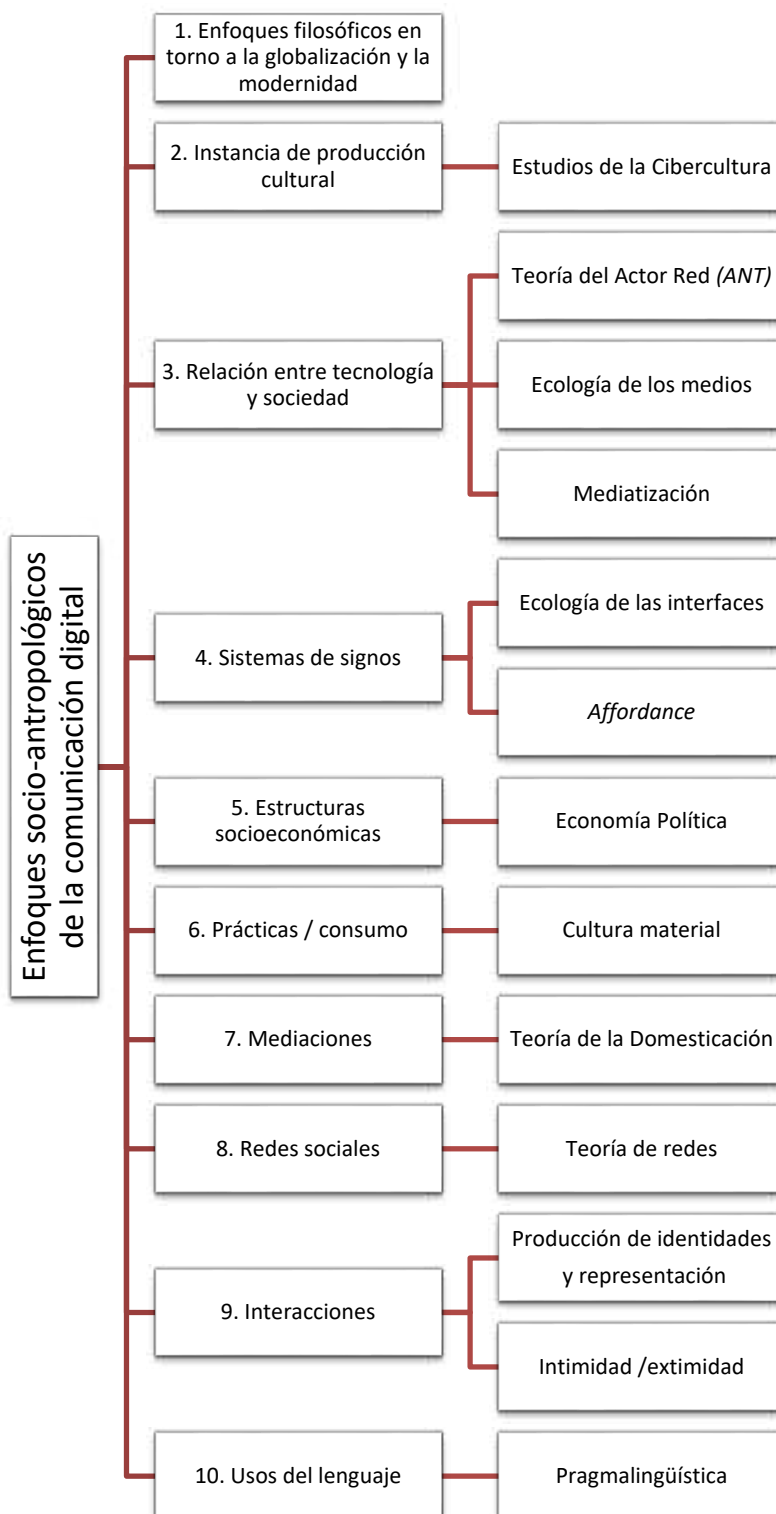 Enfoques socio-antropológicos
de la comunicación digital
1. Enfoques filosóficos en
torno a la globalización y la
modernidad
2. Instancia de producción
cultural
Estudios de la Cibercultura
3. Relación entre tecnología
y sociedad
Teoría del Actor Red (ANT)
Ecología de los medios
Mediatización
4. Sistemas de signos
Ecología de las interfaces
Affordance
5. Estructuras
socioeconómicas
Economía Política
6. Prácticas / consumo
Cultura material
7. Mediaciones
Teoría de la Domesticación
8. Redes sociales
Teoría de redes
9. Interacciones
Producción de identidades
y representación
Intimidad /extimidad
10. Usos del lenguaje
Pragmalingüística